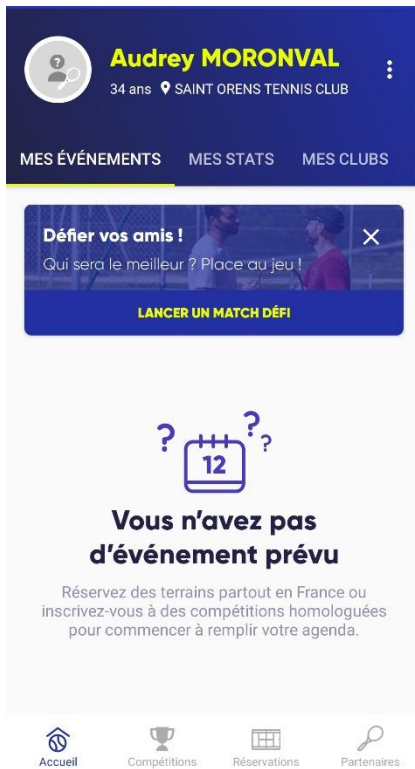 Audrey MORONVAL
34 ans SAINT ORENS TENNIS CLUB
MES ÉVÉNEMENTS MES STATS MES CLUBS
Défier vos amis !
Qui sera le meilleur ? Place au jeu !
LANCER UN MATCH DÉFI
? ? ?
12
Vous n'avez pas
d'événement prévu
Réservez des terrains partout en France ou
inscrivez-vous à des compétitions homologuées
pour commencer à remplir votre agenda.
Accueil Compétitions Réservations Partenaires